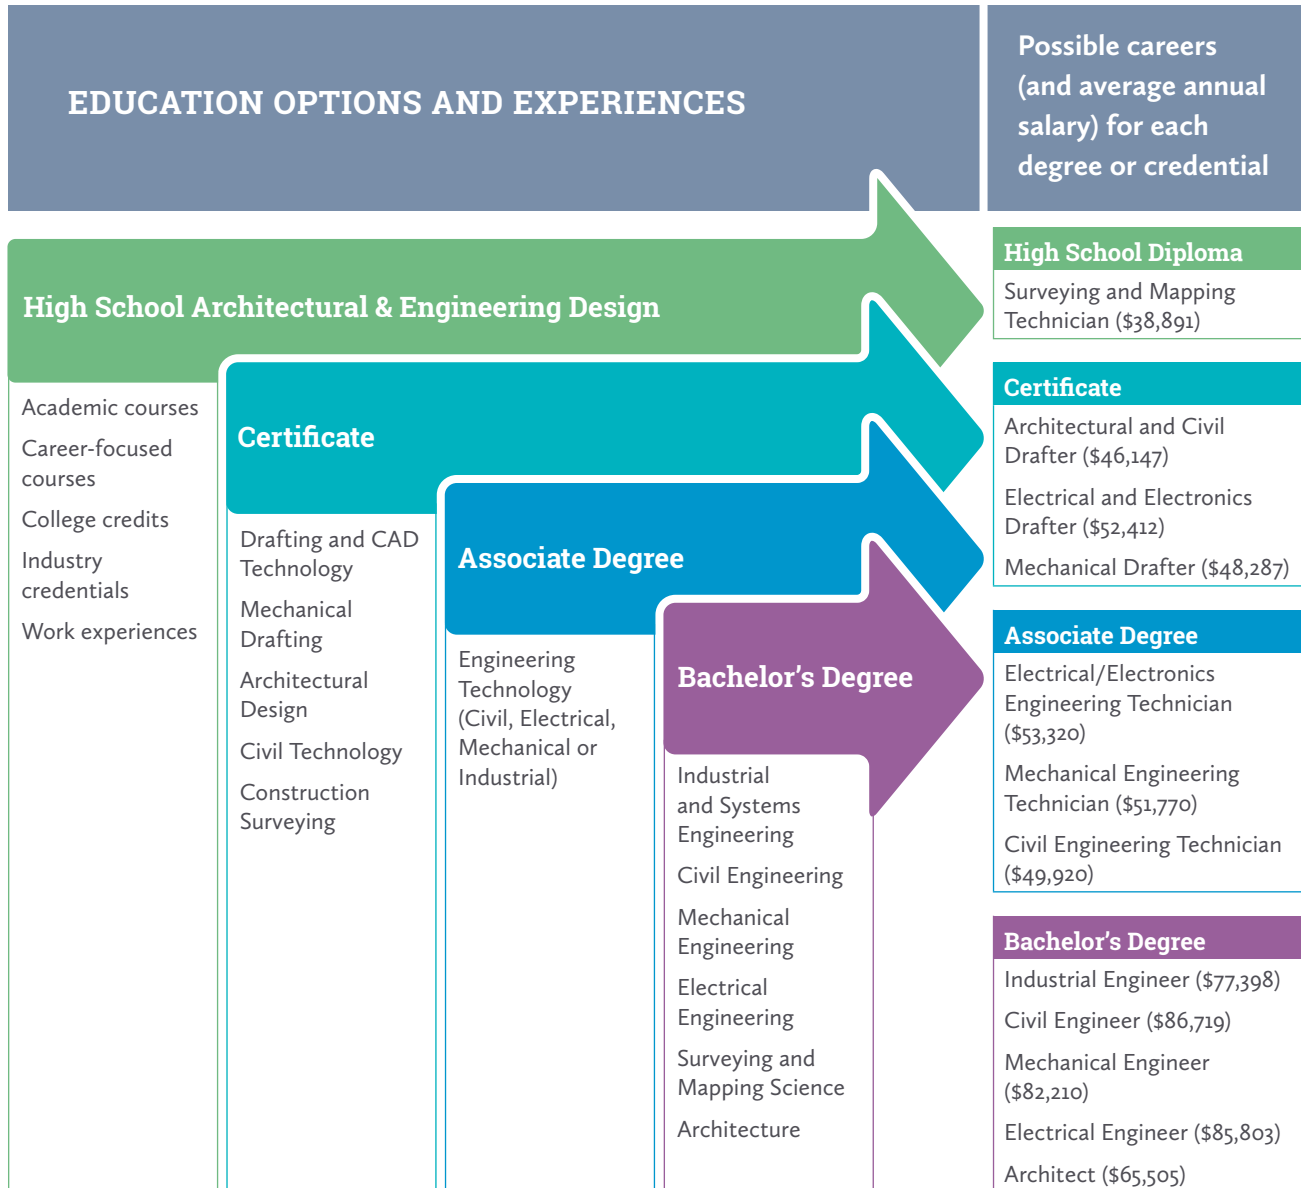 EDUCATION OPTIONS AND EXPERIENCES
Possible careers
(and average annual
salary) for each
degree or credential
High School Architectural & Engineering Design
Academic courses
Career-focused
courses
College credits
Industry
credentials
Work experiences
Certificate
Drafting and CAD
Technology
Mechanical
Drafting
Architectural
Design
Civil Technology
Construction
Surveying
Associate Degree
Engineering
Technology
(Civil, Electrical,
Mechanical or
Industrial)
Bachelor's Degree
Industrial
and Systems
Engineering
Civil Engineering
Mechanical
Engineering
Electrical
Engineering
Surveying and
Mapping Science
Architecture
High School Diploma
Surveying and Mapping
Technician ($38,891)
Certificate
Architectural and Civil
Drafter ($46,147)
Electrical and Electronics
Drafter ($52,412)
Mechanical Drafter ($48,287)
Associate Degree
Electrical/Electronics
Engineering Technician
($53,320)
Mechanical Engineering
Technician ($51,770)
Civil Engineering Technician
($49,920)
Bachelor's Degree
Industrial Engineer ($77,398)
Civil Engineer ($86,719)
Mechanical Engineer
($82,210)
Electrical Engineer ($85,803)
Architect ($65,505)